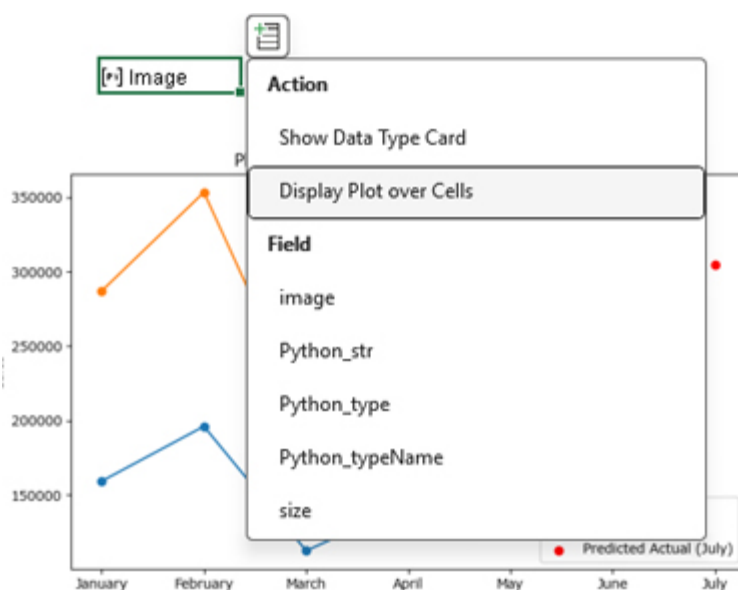 [PY] Image
Action
Show Data Type Card
Display Plot over Cells
Field
image
Python_str
Python_type
Python_typeName
size
P
350000
300000
250000
200000
150000
Predicted Actual (July)
January February March April May June July